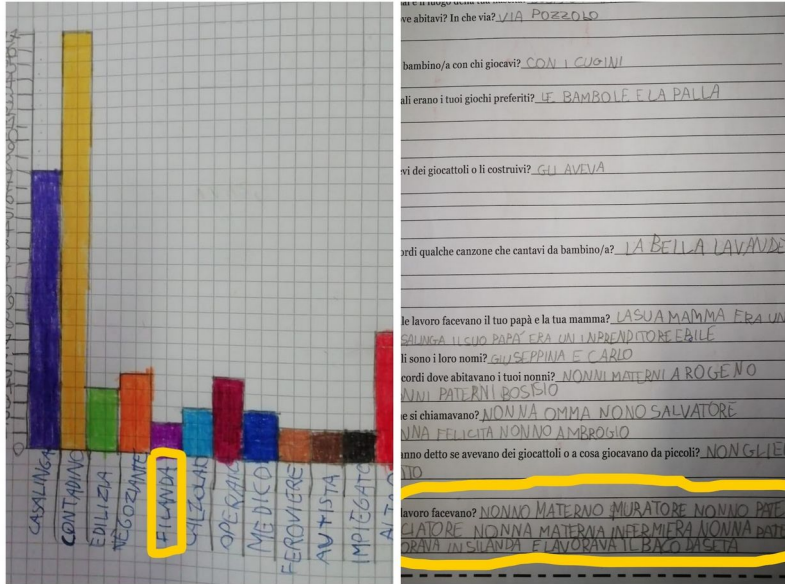 CASALINGA
CONTADINO
EDILIZIA
NEGOZIANTE
FILANDA
CALZOLAIO
OPERAIO
MEDICO
FEROVIERE
AUTISTA
IMPIEGATO
ve abitavi? In che via? VIA POZZOLO
bambino/a con chi giocavi? CON I CUGINI
ali erano i tuoi giochi preferiti? LE BAMBOLE E LA PALLA
vi dei giocattoli o li costruivi? GLI AVEVA
ordi qualche canzone che cantavi da bambino/a? LA BELLA LAVANDE
le lavoro facevano il tuo papà e la tua mamma? LA SUA MAMMA ERA UN
SALINGA IL SUO PAPA' ERA UN INPRENDITORE EBILE
li sono i loro nomi? GIUSEPPINA E CARLO
cordi dove abitavano i tuoi nonni? NONNI MATERNI A ROGENO
NNI PATERNI BOSISIO
e si chiamavano? NONNA OMMA NONO SALVATORE
NNA FELICITA NONNO AMBROGIO
anno detto se avevano dei giocattoli o a cosa giocavano da piccoli? NON GLIE
TO
lavoro facevano? NONNO MATERNO MURATORE NONNO PATE
CIATORE NONNA MATERNA INFERMIERA NONNA PATE
ORAVA IN SILANDA E LAVORAVA IL BACO DA SETA